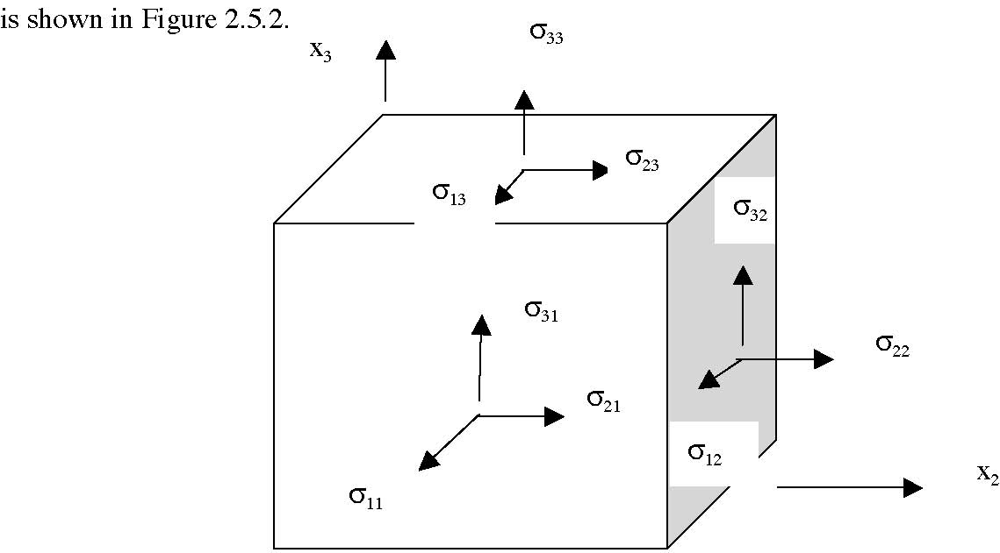 is shown in Figure 2.5.2.
σ33
x3
σ23
σ13
σ32
σ31
σ22
σ21
σ12
x2
σ11